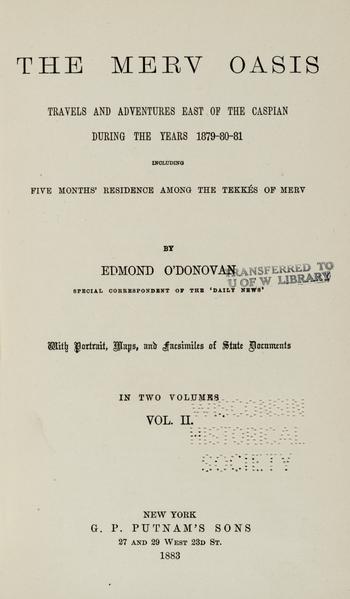 THE MERV OASIS
TRAVELS AND ADVENTURES EAST OF THE CASPIAN
DURING THE YEARS 1879-80-81
INCLUDING
FIVE MONTHS' RESIDENCE AMONG THE TEKKÉS OF MERV
BY
EDMOND O'DONOVAN
TRANSFERRED TO
U OF W LIBRARY
SPECIAL CORRESPONDENT OF THE 'DAILY NEWS'
With Portrait, Maps, and Facsimiles of State Documents
IN TWO VOLUMES
WISCONSIN
VOL. II.
HISTORICAL
SOCIETY
NEW YORK
G. P. PUTNAM'S SONS
27 AND 29 WEST 23D ST.
1883